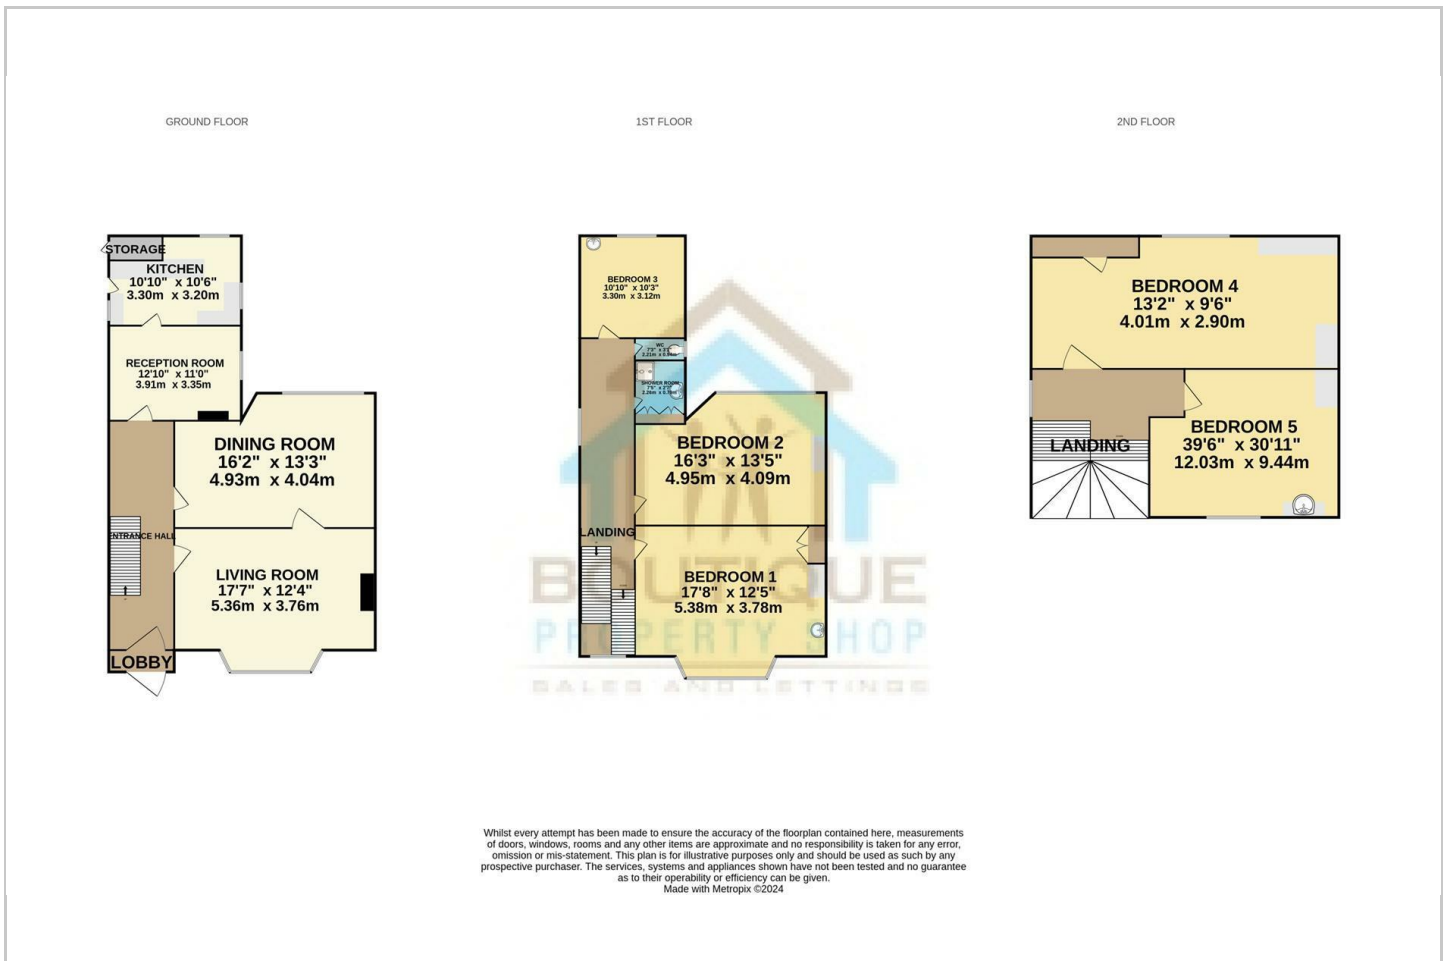 GROUND FLOOR
1ST FLOOR
2ND FLOOR
STORAGE
KITCHEN
10'10" x 10'6"
3.30m x 3.20m
RECEPTION ROOM
12'10" x 11'0"
3.91m x 3.35m
DINING ROOM
16'2" x 13'3"
4.93m x 4.04m
ENTRANCE HALL
LIVING ROOM
17'7" x 12'4"
5.36m x 3.76m
LOBBY
BEDROOM 3
10'10" x 10'3"
3.30m x 3.12m
WC
SHOWER ROOM
BEDROOM 2
16'3" x 13'5"
4.95m x 4.09m
LANDING
BEDROOM 1
17'8" x 12'5"
5.38m x 3.78m
BOUTIQUE
PROPERTY SHOP
SALES AND LETTINGS
BEDROOM 4
13'2" x 9'6"
4.01m x 2.90m
BEDROOM 5
39'6" x 30'11"
12.03m x 9.44m
LANDING
Whilst every attempt has been made to ensure the accuracy of the floorplan contained here, measurements
of doors, windows, rooms and any other items are approximate and no responsibility is taken for any error,
omission or mis-statement. This plan is for illustrative purposes only and should be used as such by any
prospective purchaser. The services, systems and appliances shown have not been tested and no guarantee
as to their operability or efficiency can be given.
Made with Metropix ©2024